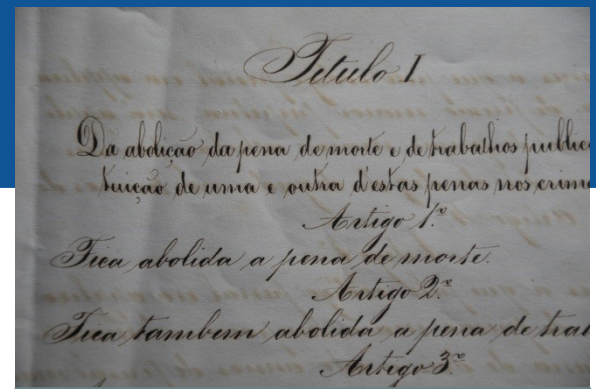 Titulo I
Da abolição da pena de morte e de trabalhos public
tuição de uma e outra d'estas penas nos crim
Artigo 1.º
Fica abolida a pena de morte.
Artigo 2.º
Fica tambem abolida a pena de tra
Artigo 3.º